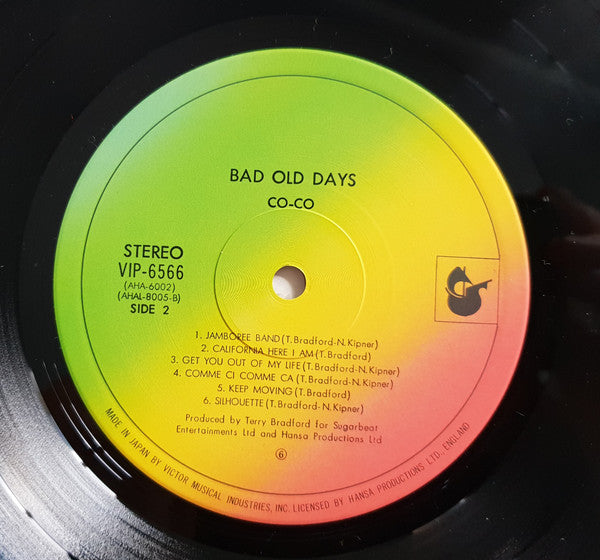 BAD OLD DAYS
CO-CO
STEREO
VIP-6566
(AHA-6002)
(AHAL-8005-B)
SIDE 2
1. JAMBOREE BAND (T. Bradford-N. Kipner)
2. CALIFORNIA HERE I AM (T. Bradford)
3. GET YOU OUT OF MY LIFE (T. Bradford-N. Kipner)
4. COMME CI COMME CA (T. Bradford-N. Kipner)
5. KEEP MOVING (T. Bradford)
6. SILHOUETTE (T. Bradford-N. Kipner)
Produced by Terry Bradford for Sugarbeat
Entertainments Ltd and Hansa Productions Ltd
6
MADE IN JAPAN BY VICTOR MUSICAL INDUSTRIES, INC. LICENSED BY HANSA PRODUCTIONS LTD., ENGLAND